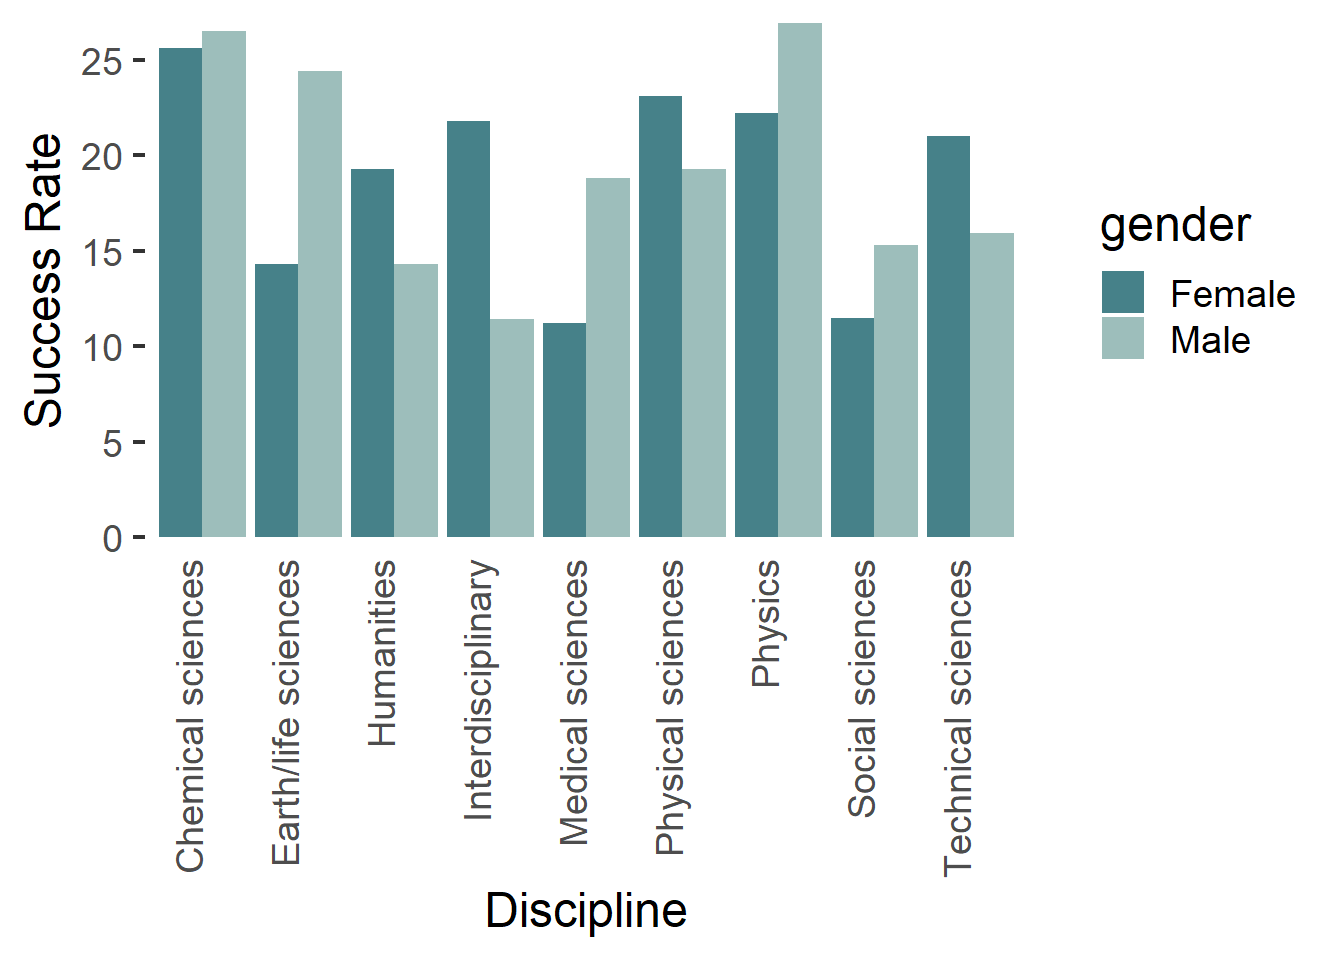 25
20
15
10
5
0
Success Rate
Chemical sciences
Earth/life sciences
Humanities
Interdisciplinary
Medical sciences
Physical sciences
Physics
Social sciences
Technical sciences
Discipline
gender
Female
Male